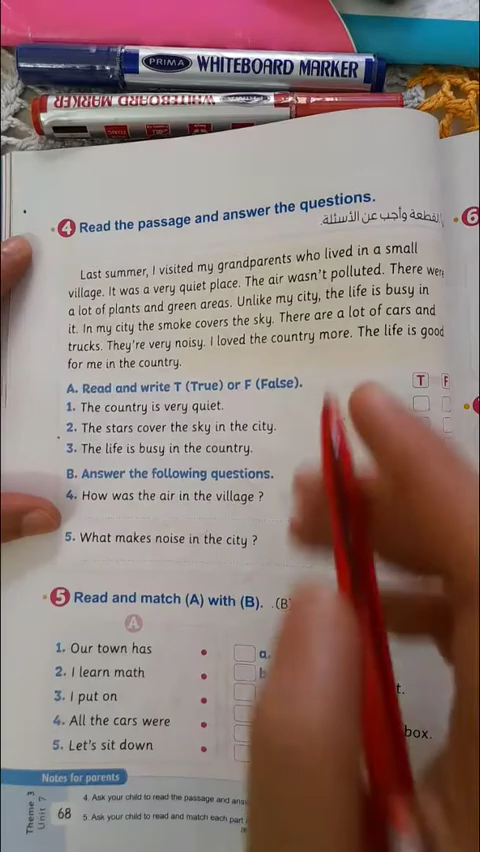 PRIMA WHITEBOARD MARKER
WHITEBOARD MARKER
4 Read the passage and answer the questions.
القطعة وأجب عن الأسئلة.
6
Last summer, I visited my grandparents who lived in a small
village. It was a very quiet place. The air wasn't polluted. There were
a lot of plants and green areas. Unlike my city, the life is busy in
it. In my city the smoke covers the sky. There are a lot of cars and
trucks. They're very noisy. I loved the country more. The life is good
for me in the country.
A. Read and write T (True) or F (False).
T F
1. The country is very quiet.
2. The stars cover the sky in the city.
3. The life is busy in the country.
B. Answer the following questions.
4. How was the air in the village ?
5. What makes noise in the city ?
5 Read and match (A) with (B). .(B)
A
1. Our town has
a.
2. I learn math
b
3. I put on
t.
4. All the cars were
box.
5. Let's sit down
Notes for parents
4. Ask your child to read the passage and
5. Ask your child to read and match each part
Theme 3
Unit 7
68